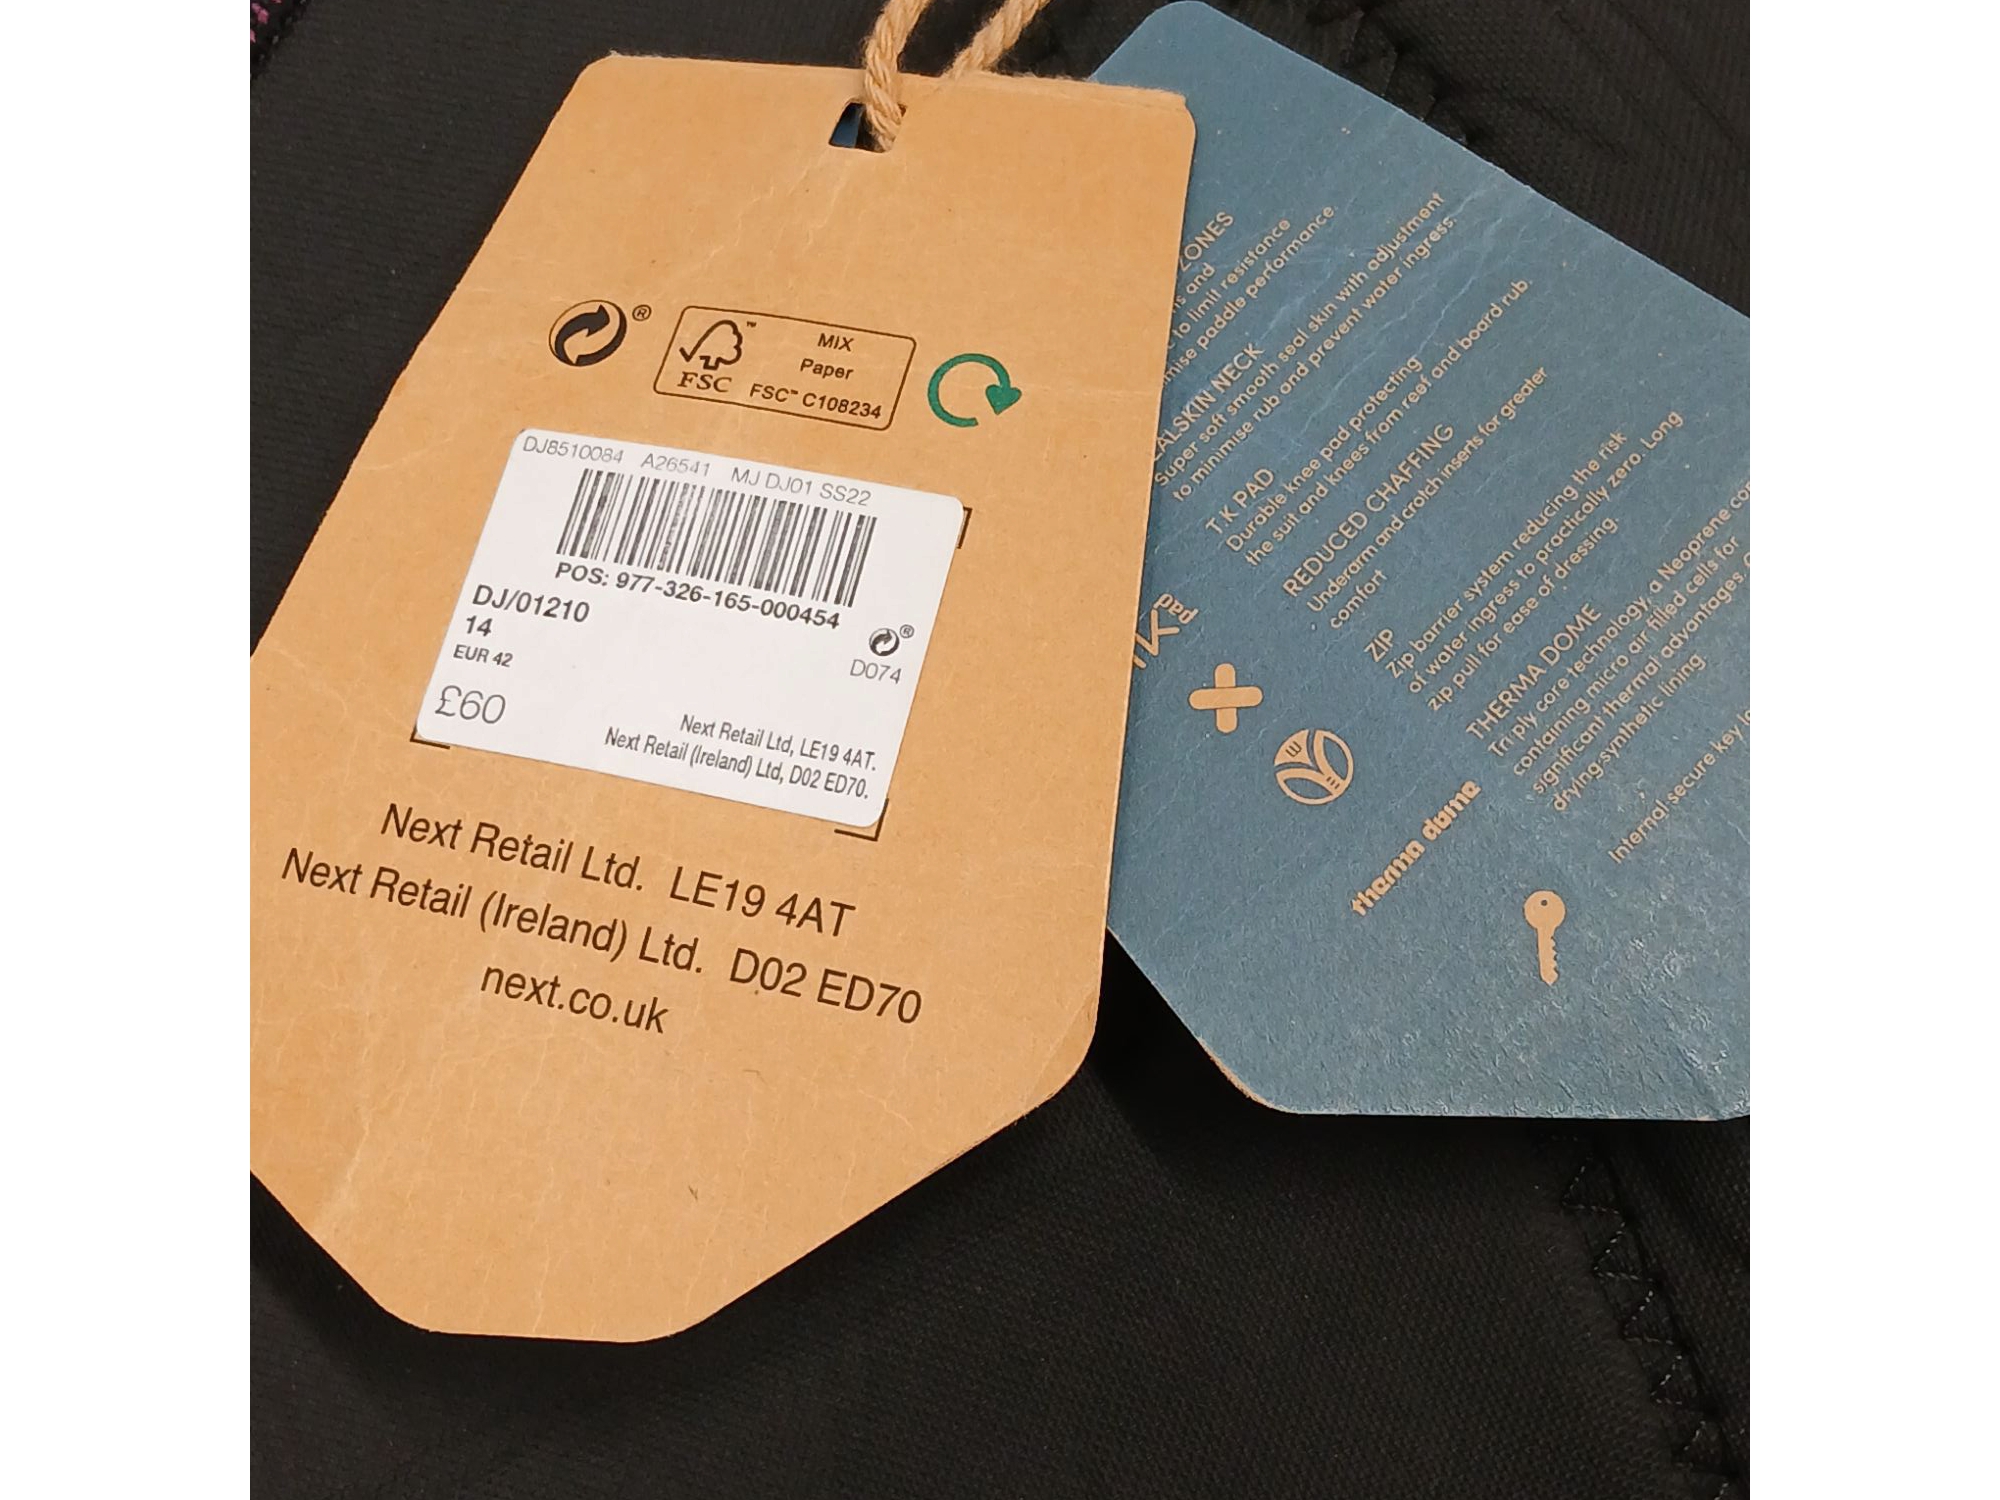 ®
FSC
™
MIX
Paper
FSC™ C108234
DJ8510084 A26541 MJ DJ01 SS22
POS: 977-326-165-000454
DJ/01210
14
EUR 42
£60
®
D074
Next Retail Ltd, LE19 4AT.
Next Retail (Ireland) Ltd, D02 ED70.
Next Retail Ltd. LE19 4AT
Next Retail (Ireland) Ltd. D02 ED70
next.co.uk
ZONES
and
to limit resistance
paddle performance.
NECK
Super soft smooth seal skin with adjustment
to minimise rub and prevent water ingress.
T.K PAD
Durable knee pad protecting
the suit and knees from reef and board rub.
REDUCED CHAFFING
Underarm and crotch inserts for greater
comfort
ZIP
Zip barrier system reducing the risk
of water ingress to practically zero. Long
zip pull for ease of dressing.
THERMA DOME
Tri ply core technology, a Neoprene
containing micro air filled cells for
significant thermal advantages.
drying synthetic lining.
Internal secure key
Pad
therma dome